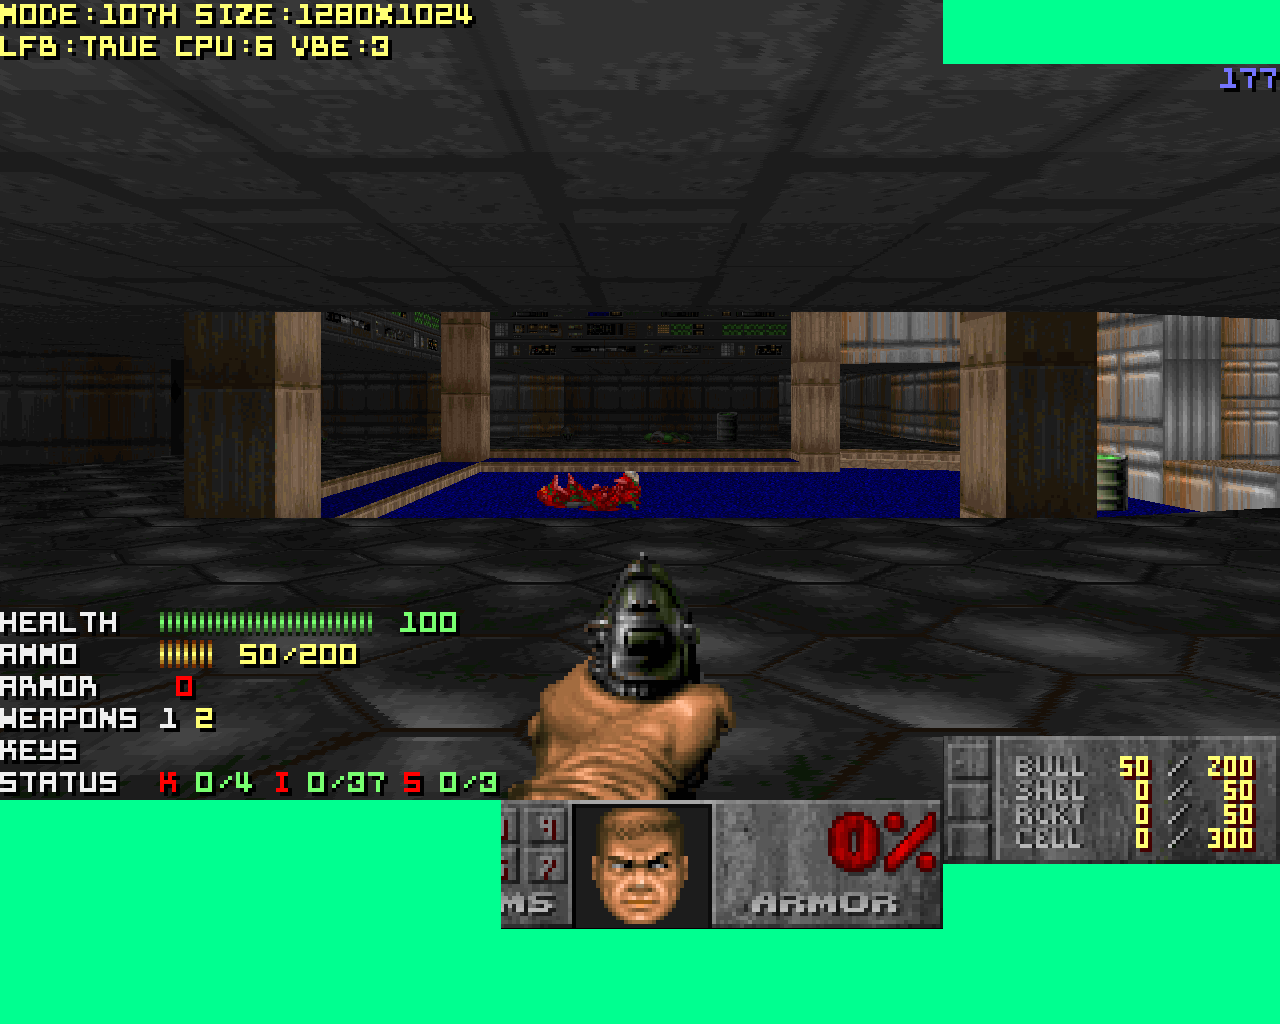 MODE:107H SIZE:1280X1024
LFB:TRUE CPU:6 VBE:3
177
HEALTH 100
AMMO 50/200
ARMOR 0
WEAPONS 1 2
KEYS
STATUS K 0/4 I 0/37 S 0/3
BULL 50 / 200
SHEL 0 / 50
RCKT 0 / 50
CELL 0 / 300
4
7
0%
MS
ARMOR